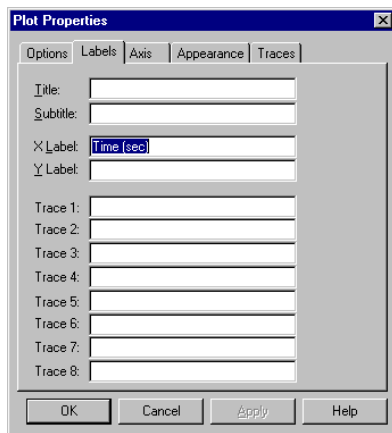 Plot Properties
Options Labels Axis Appearance Traces
Title:
Subtitle:
X Label: Time (sec)
Y Label:
Trace 1:
Trace 2:
Trace 3:
Trace 4:
Trace 5:
Trace 6:
Trace 7:
Trace 8:
OK Cancel Apply Help